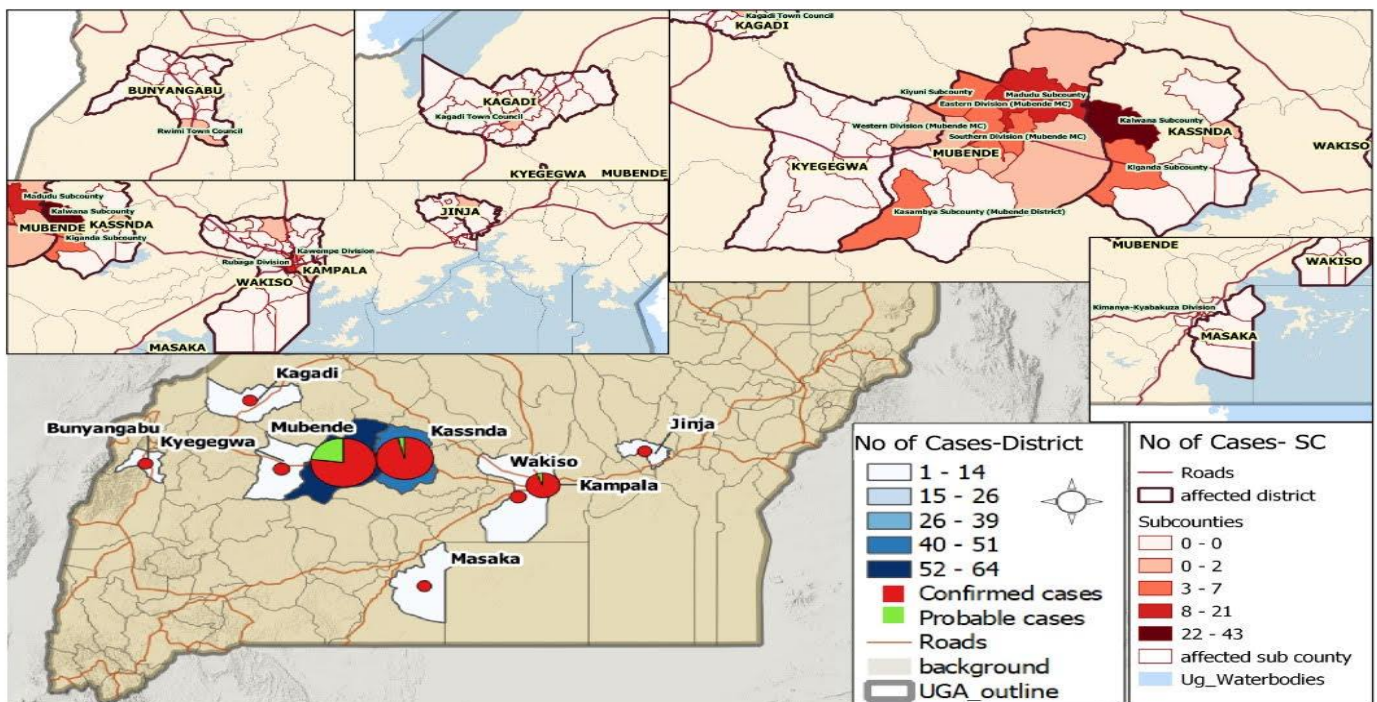 BUNYANGABU
Rwimi Town Council
KAGADI
Kagadi Town Council
KYEGEGWA
MUBENDE
Kagadi Town Council
KAGADI
Kiyuni Subcounty
Madudu Subcounty
Eastern Division (Mubende MC)
Western Division (Mubende MC)
Southern Division (Mubende MC)
MUBENDE
KYEGEGWA
Kalwana Subcounty
KASSNDA
WAKISO
Kiganda Subcounty
Kasambya Subcounty (Mubende District)
Madudu Subcounty
Kalwana Subcounty
MUBENDE
KASSNDA
Kiganda Subcounty
JINJA
Kawempe Division
Rubaga Division
KAMPALA
WAKISO
MASAKA
MUBENDE
WAKISO
Kimanya-Kyabakuza Division
MASAKA
Kagadi
Bunyangabu
Kyegegwa
Mubende
Kassnda
Jinja
Wakiso
Kampala
Masaka
No of Cases-District
1 - 14
15 - 26
26 - 39
40 - 51
52 - 64
Confirmed cases
Probable cases
Roads
background
UGA_outline
No of Cases- SC
Roads
affected district
Subcounties
0 - 0
0 - 2
3 - 7
8 - 21
22 - 43
affected sub county
Ug_Waterbodies